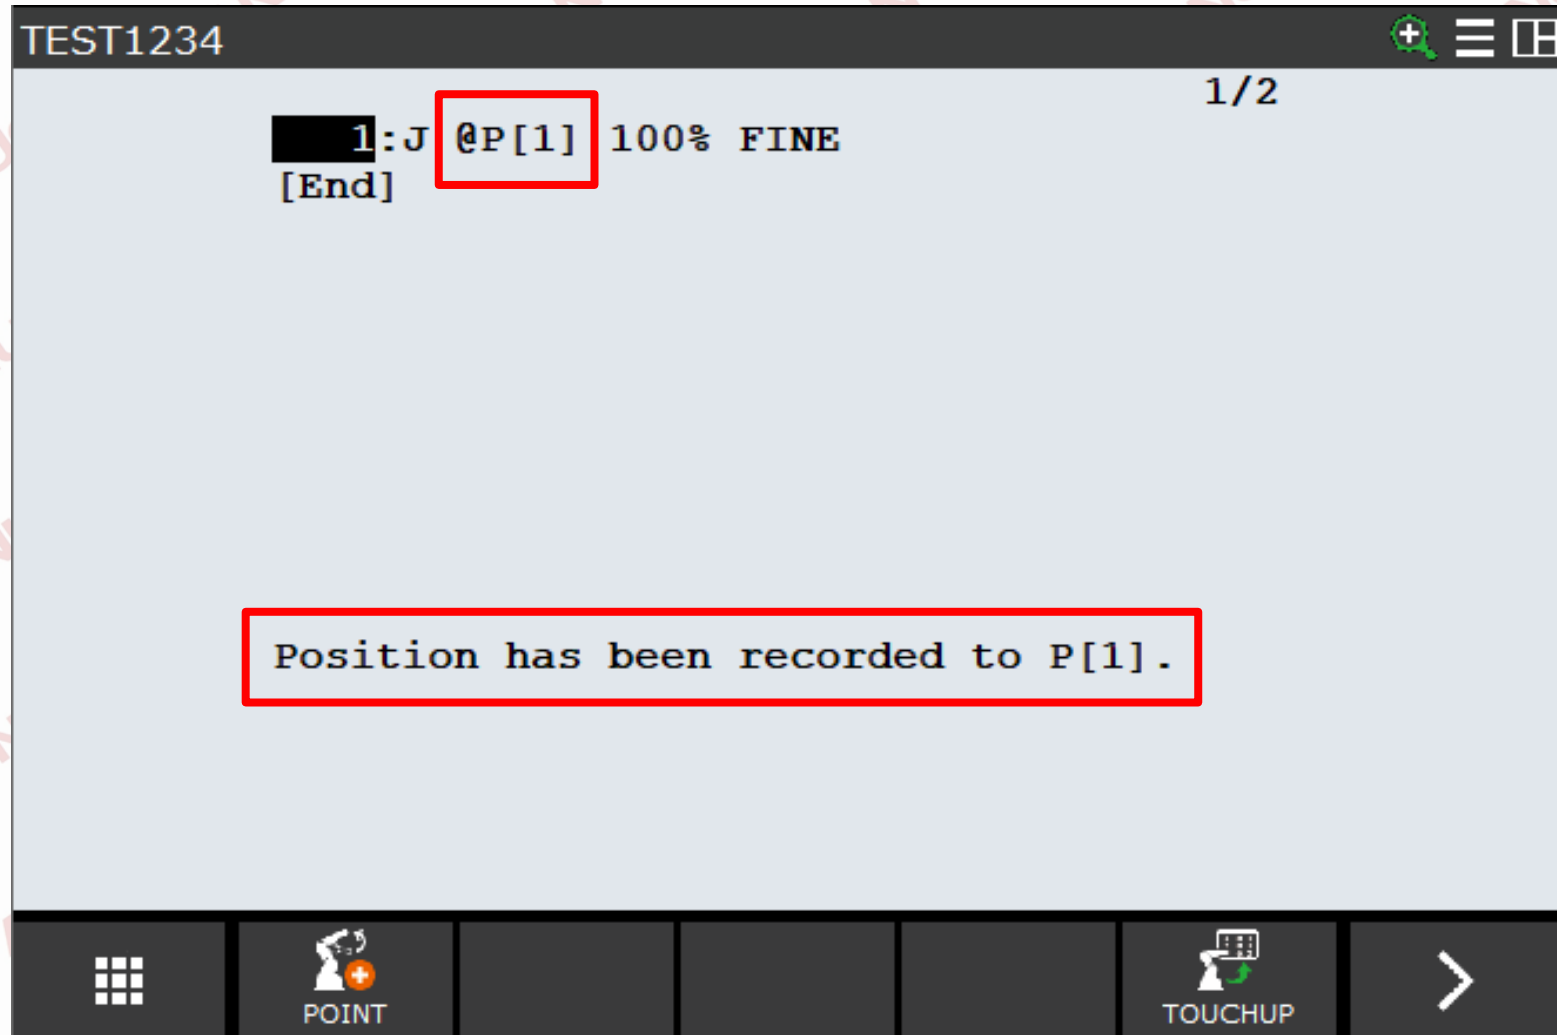 TEST1234
1/2
1:J @P[1] 100% FINE
[End]
Position has been recorded to P[1].
POINT
TOUCHUP